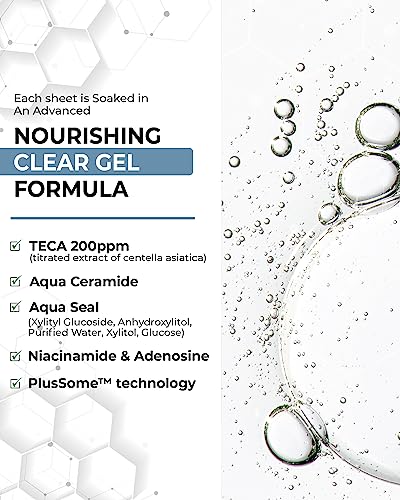 Each sheet is Soaked in
An Advanced
NOURISHING
CLEAR GEL
FORMULA
TECA 200ppm
(titrated extract of centella asiatica)
Aqua Ceramide
Aqua Seal
(Xylityl Glucoside, Anhydroxylitol,
Purified Water, Xylitol, Glucose)
Niacinamide & Adenosine
PlusSome™ technology